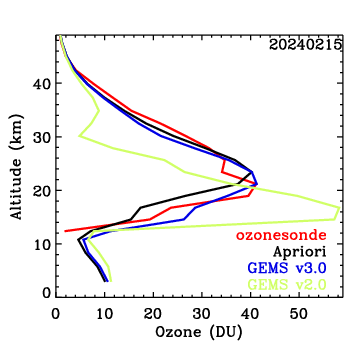 20240215
40
30
20
10
0
Altitude (km)
ozonesonde
Apriori
GEMS v3.0
GEMS v2.0
0 10 20 30 40 50
Ozone (DU)